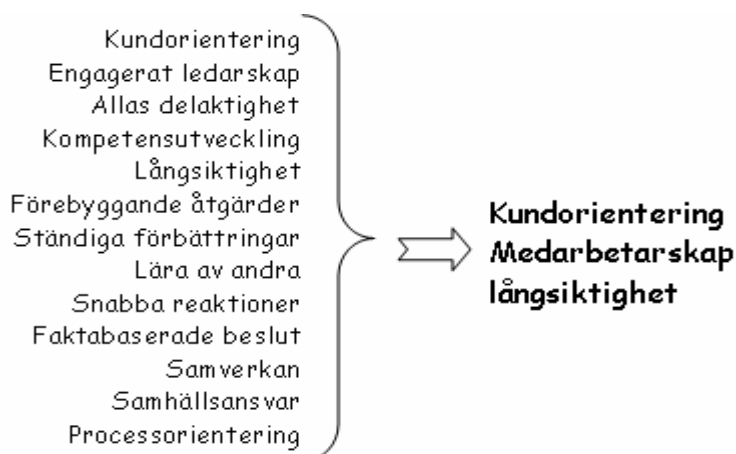 Kundorientering
Engagerat ledarskap
Allas delaktighet
Kompetensutveckling
Långsiktighet
Förebyggande åtgärder
Ständiga förbättringar
Lära av andra
Snabba reaktioner
Faktabaserade beslut
Samverkan
Samhällsansvar
Processorientering
Kundorientering
Medarbetarskap
långsiktighet